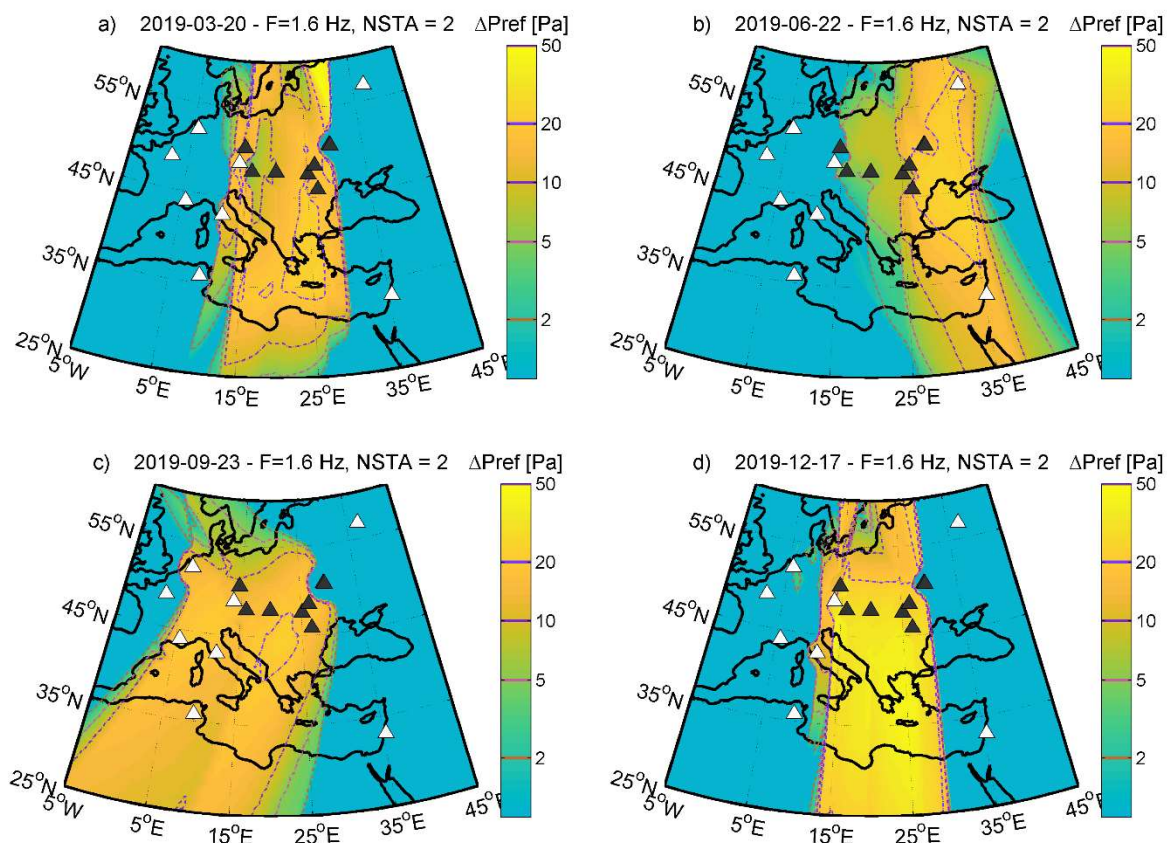 a) 2019-03-20 - F=1.6 Hz, NSTA = 2 ΔPref [Pa]
50
20
10
5
2
55°N
45°N
35°N
25°N
5°W
5°E
15°E
25°E
35°E
45°E
b) 2019-06-22 - F=1.6 Hz, NSTA = 2 ΔPref [Pa]
50
20
10
5
2
55°N
45°N
35°N
25°N
5°W
5°E
15°E
25°E
35°E
45°E
c) 2019-09-23 - F=1.6 Hz, NSTA = 2 ΔPref [Pa]
50
20
10
5
2
55°N
45°N
35°N
25°N
5°W
5°E
15°E
25°E
35°E
45°E
d) 2019-12-17 - F=1.6 Hz, NSTA = 2 ΔPref [Pa]
50
20
10
5
2
55°N
45°N
35°N
25°N
5°W
5°E
15°E
25°E
35°E
45°E